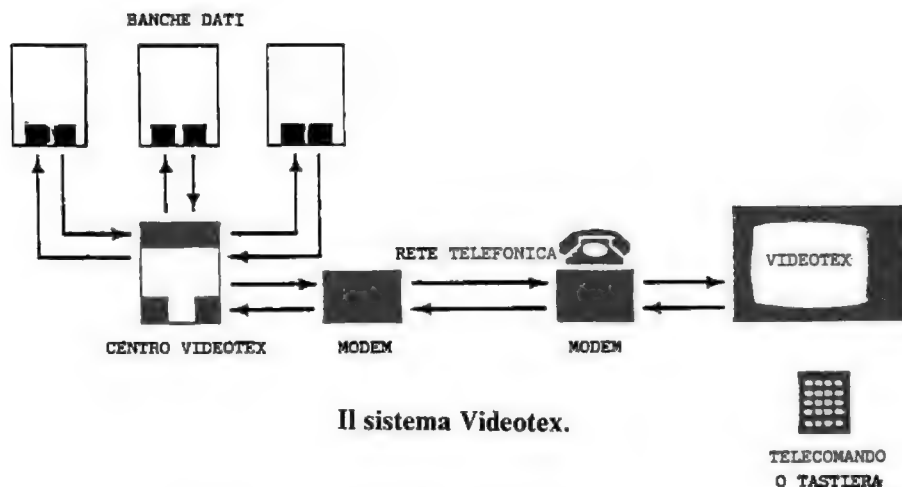 BANCHE DATI
RETE TELEFONICA
VIDEOTEX
CENTRO VIDEOTEX
MODEM
MODEM
Il sistema Videotex.
TELECOMANDO
O TASTIERA